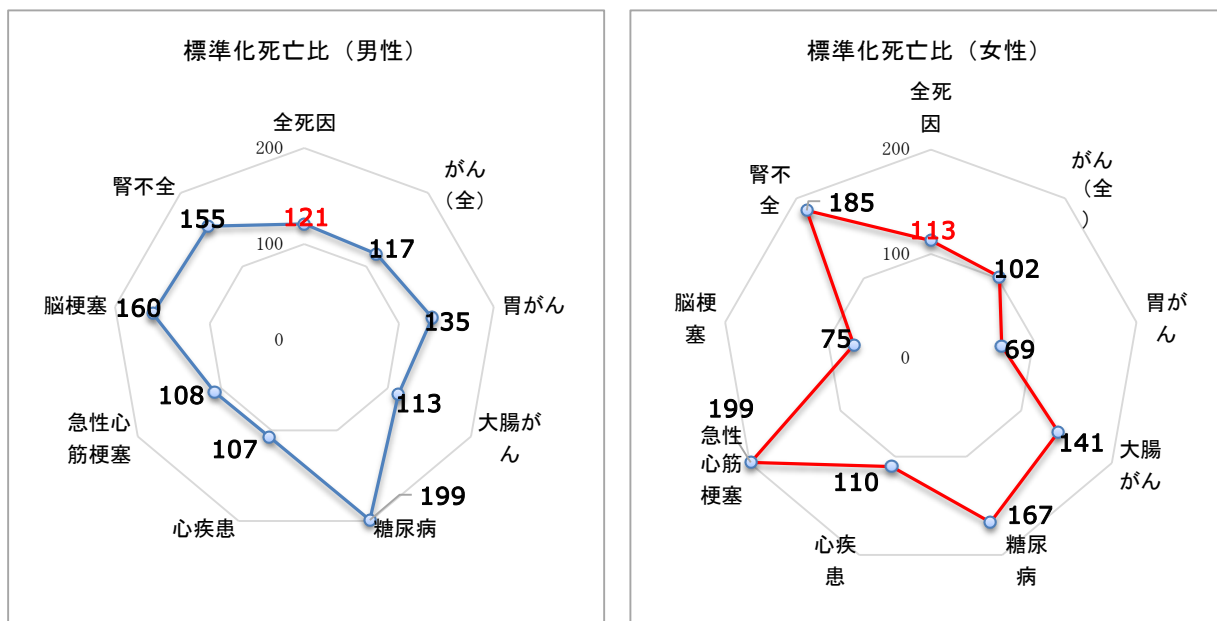 標準化死亡比（男性）
全死因
200
がん
（全）
腎不全
155
121
117
100
胃がん
脳梗塞
160
135
0
108
113
急性心
筋梗塞
大腸が
ん
107
199
心疾患
糖尿病
標準化死亡比（女性）
全死
因
200
がん
（全
）
腎不
全
185
113
100
102
胃が
ん
脳梗
塞
75
69
0
199
急性
心筋
梗塞
141
大腸
がん
110
167
心疾
患
糖尿
病